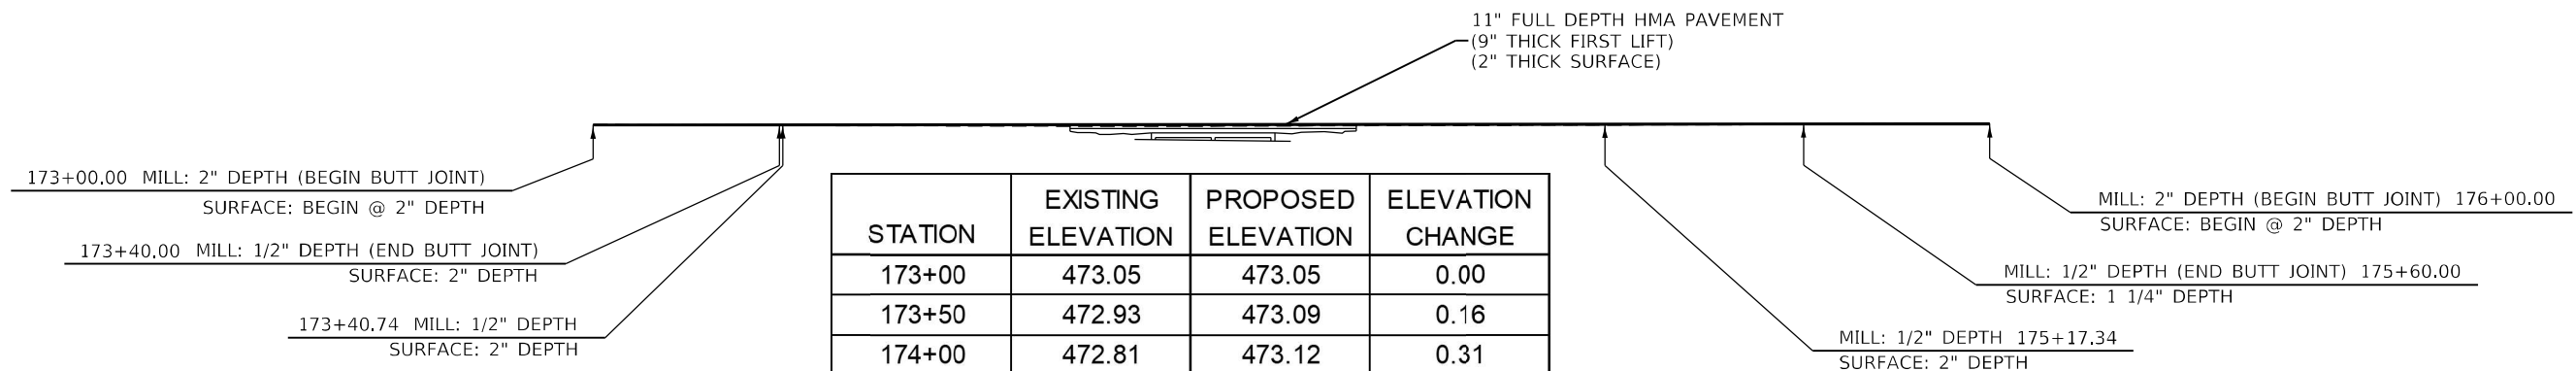 11" FULL DEPTH HMA PAVEMENT
(9" THICK FIRST LIFT)
(2" THICK SURFACE)
173+00.00 MILL: 2" DEPTH (BEGIN BUTT JOINT)
SURFACE: BEGIN @ 2" DEPTH
173+40.00 MILL: 1/2" DEPTH (END BUTT JOINT)
SURFACE: 2" DEPTH
173+40.74 MILL: 1/2" DEPTH
SURFACE: 2" DEPTH
STATION EXISTING ELEVATION PROPOSED ELEVATION ELEVATION CHANGE
173+00 473.05 473.05 0.00
173+50 472.93 473.09 0.16
174+00 472.81 473.12 0.31
MILL: 2" DEPTH (BEGIN BUTT JOINT) 176+00.00
SURFACE: BEGIN @ 2" DEPTH
MILL: 1/2" DEPTH (END BUTT JOINT) 175+60.00
SURFACE: 1 1/4" DEPTH
MILL: 1/2" DEPTH 175+17.34
SURFACE: 2" DEPTH